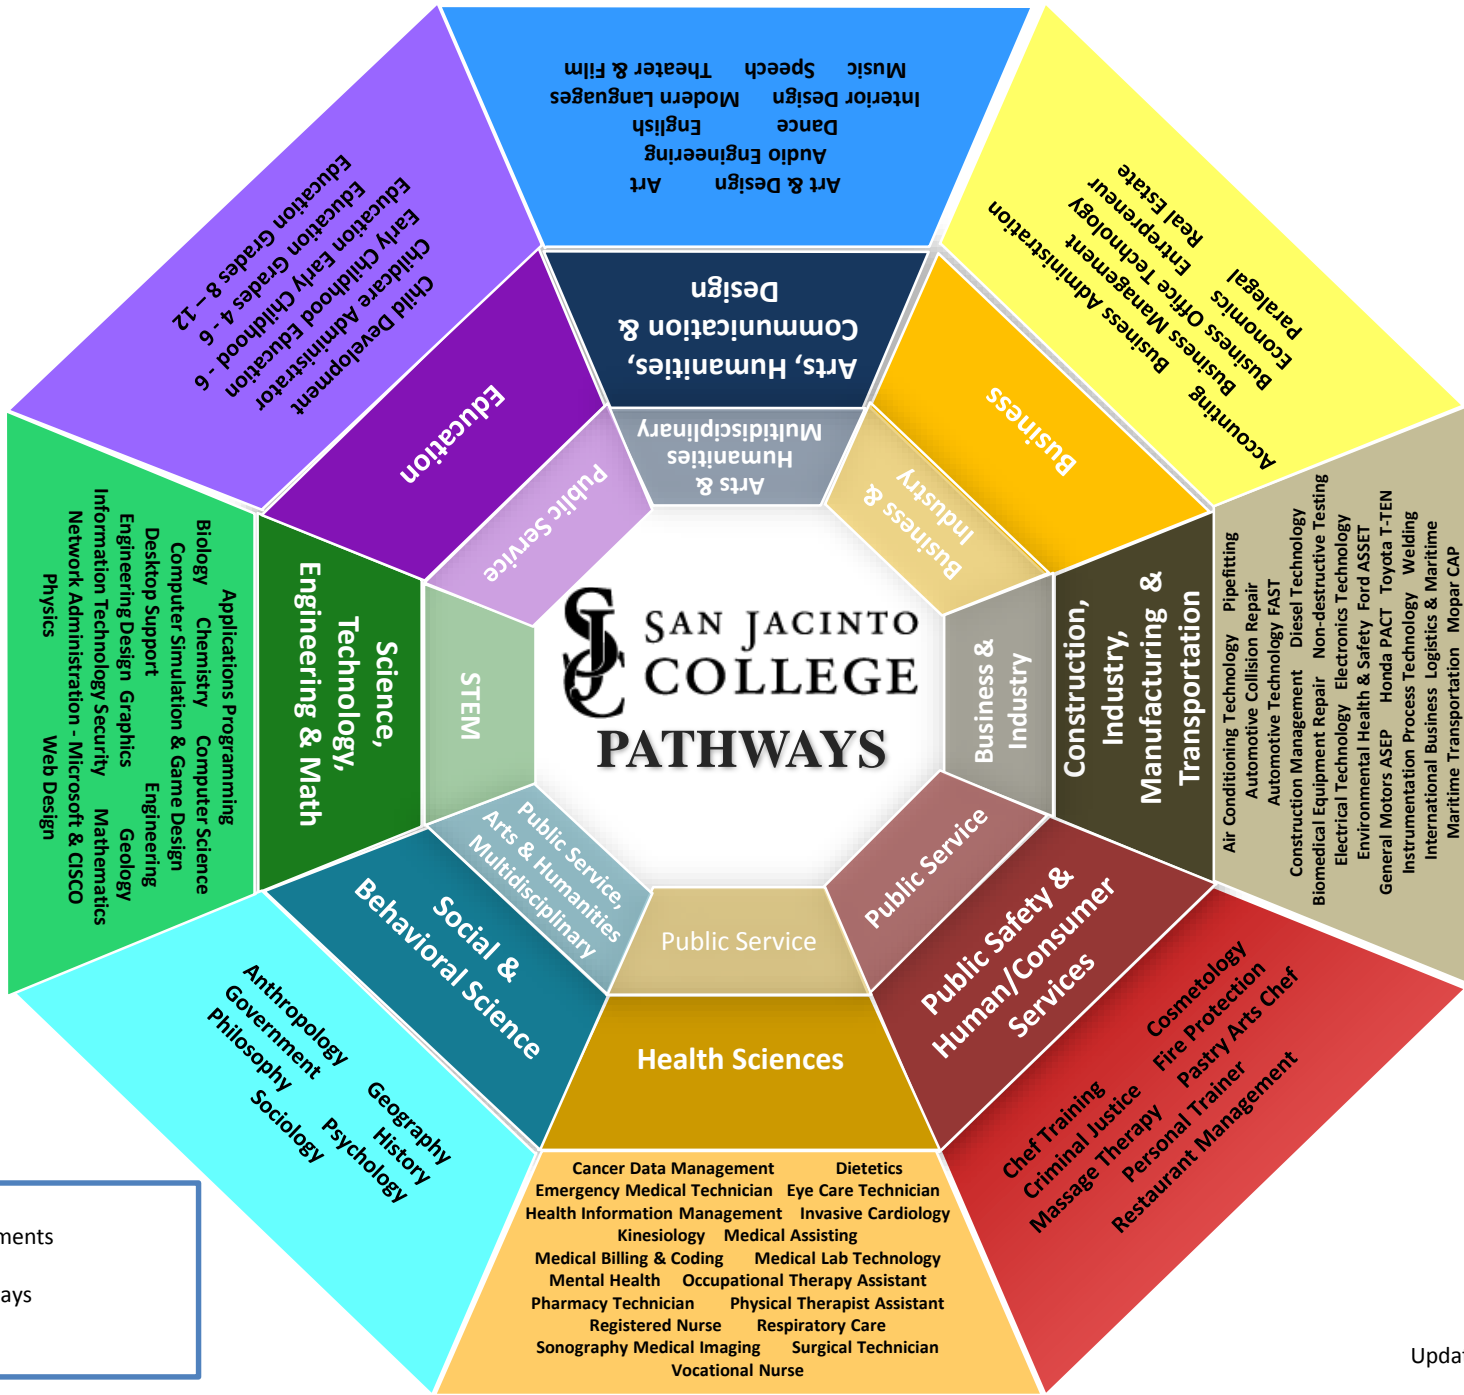 SAN JACINTO
COLLEGE
PATHWAYS
Arts &
Humanities
Multidisciplinary
Arts, Humanities,
Communication &
Design
Art & Design Art
Audio Engineering
Dance English
Interior Design Modern Languages
Music Speech Theater & Film
Business &
Industry
Business
Accounting
Business Administration
Business Management
Business Office Technology
Economics Entrepreneur
Paralegal Real Estate
Business &
Industry
Construction,
Industry,
Manufacturing &
Transportation
Air Conditioning Technology Pipefitting
Automotive Collision Repair
Automotive Technology FAST
Construction Management Diesel Technology
Biomedical Equipment Repair Non-destructive Testing
Electrical Technology Electronics Technology
Environmental Health & Safety Ford ASSET
General Motors ASEP Honda PACT Toyota T-TEN
Instrumentation Process Technology Welding
International Business Logistics & Maritime
Maritime Transportation Mopar CAP
Public Service
Public Safety &
Human/Consumer
Services
Cosmetology
Chef Training Fire Protection
Criminal Justice Pastry Arts Chef
Massage Therapy Personal Trainer
Restaurant Management
Public Service
Health Sciences
Cancer Data Management Dietetics
Emergency Medical Technician Eye Care Technician
Health Information Management Invasive Cardiology
Kinesiology Medical Assisting
Medical Billing & Coding Medical Lab Technology
Mental Health Occupational Therapy Assistant
Pharmacy Technician Physical Therapist Assistant
Registered Nurse Respiratory Care
Sonography Medical Imaging Surgical Technician
Vocational Nurse
Public Service,
Arts & Humanities
Multidisciplinary
Social &
Behavioral Science
Anthropology Geography
Government History
Philosophy Psychology
Sociology
STEM
Science,
Technology,
Engineering & Math
Applications Programming
Biology Chemistry Computer Science
Computer Simulation & Game Design
Desktop Support Engineering
Engineering Design Graphics Geology
Information Technology Security Mathematics
Network Administration - Microsoft & CISCO
Physics Web Design
Public Service
Education
Child Development
Childcare Administrator
Early Childhood Education
Education Early Childhood - 6
Education Grades 4 - 6
Education Grades 8 – 12
ments
ays
Updat